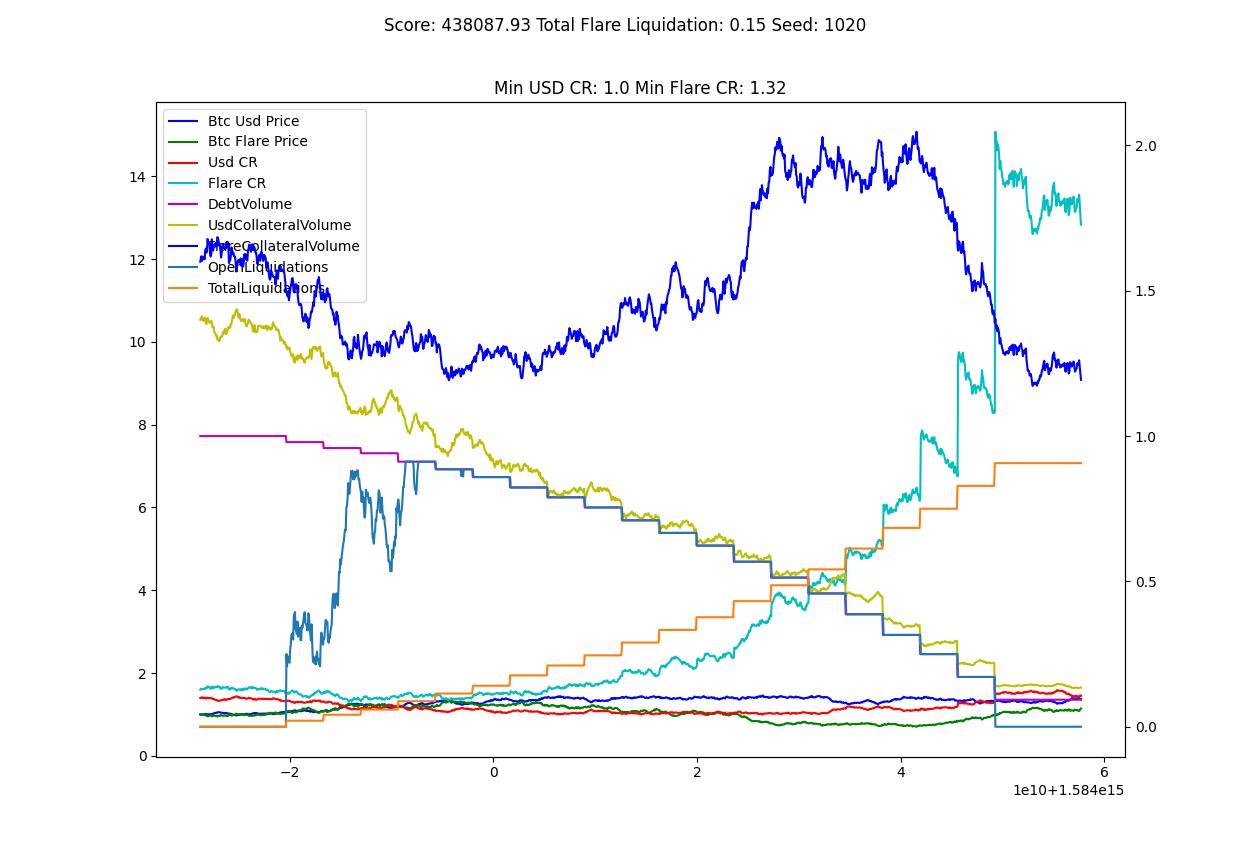 Score: 438087.93 Total Flare Liquidation: 0.15 Seed: 1020
Min USD CR: 1.0 Min Flare CR: 1.32
Btc Usd Price
Btc Flare Price
Usd CR
Flare CR
DebtVolume
UsdCollateralVolume
FlareCollateralVolume
OpenLiquidations
TotalLiquidations
14
12
10
8
6
4
2
0
2.0
1.5
1.0
0.5
0.0
−2
0
2
4
6
1e10+1.584e15